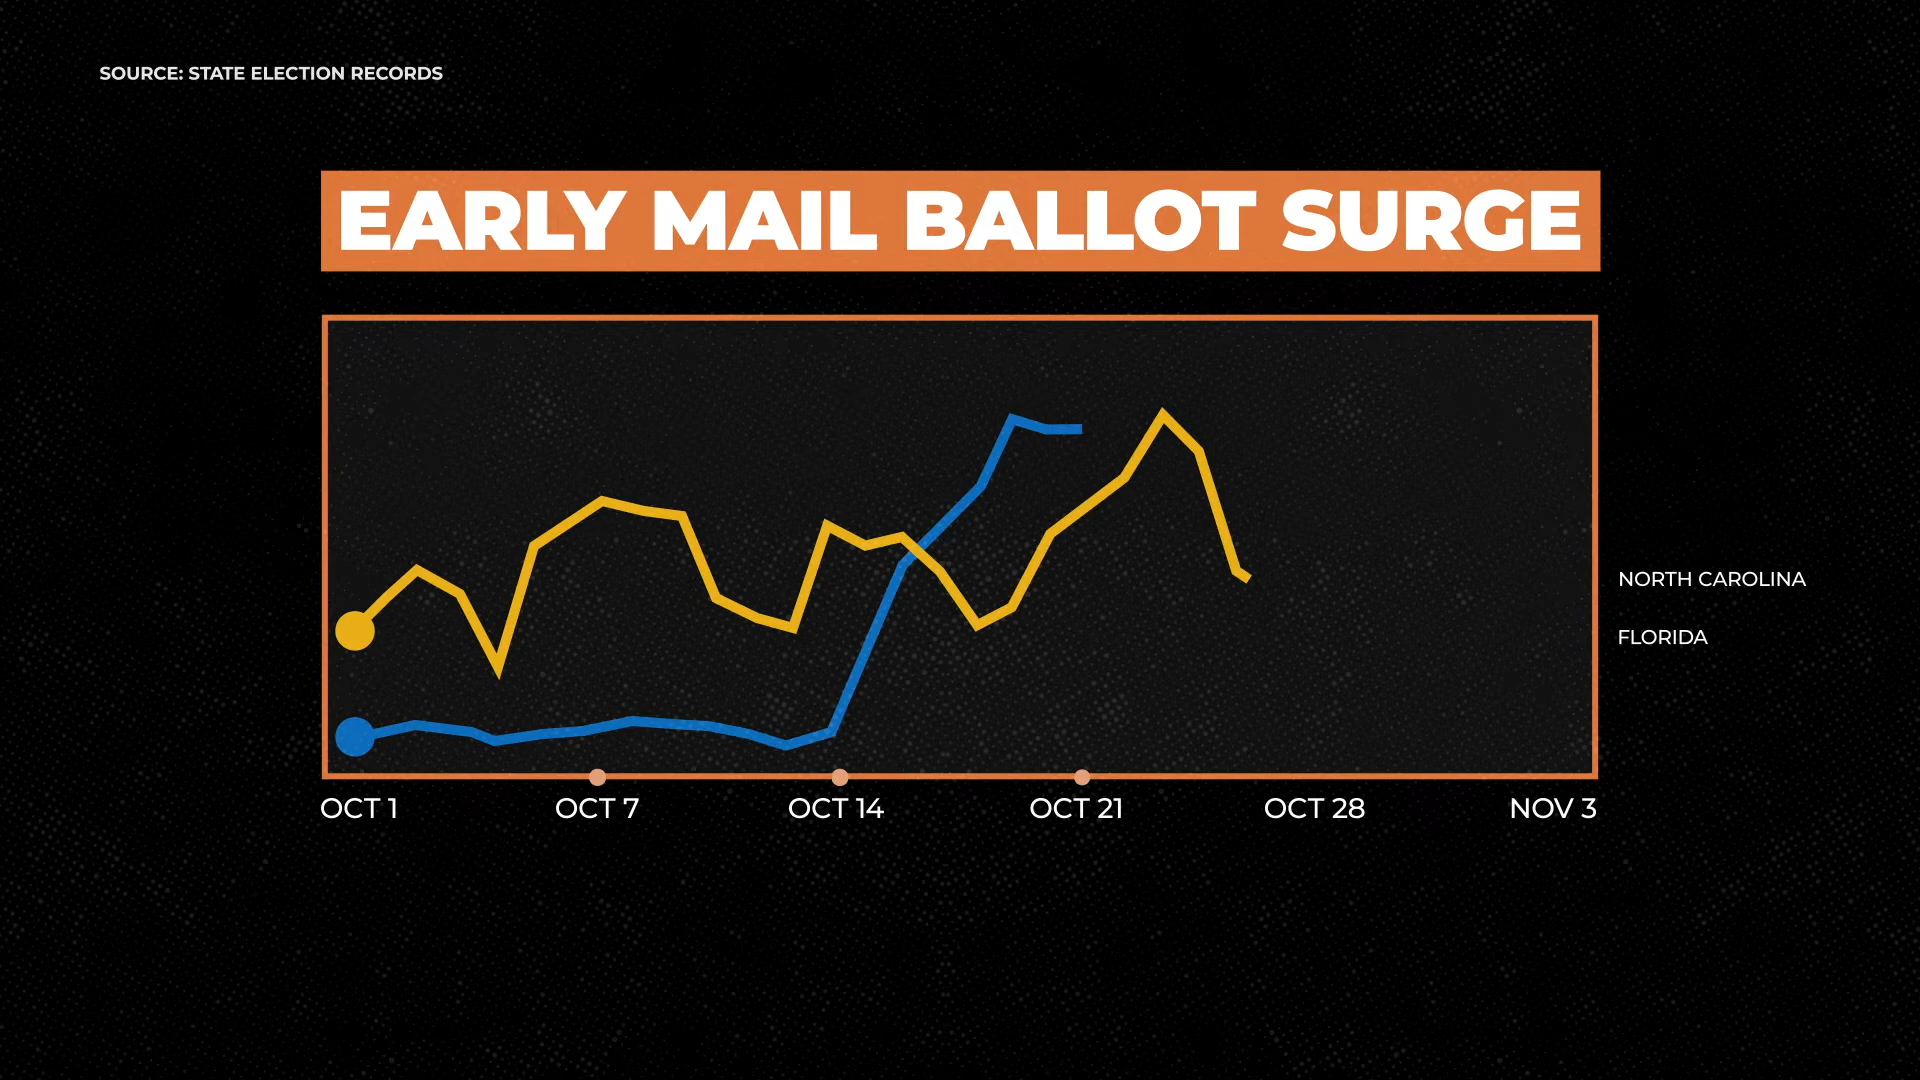 SOURCE: STATE ELECTION RECORDS
EARLY MAIL BALLOT SURGE
NORTH CAROLINA
FLORIDA
OCT 1 OCT 7 OCT 14 OCT 21 OCT 28 NOV 3